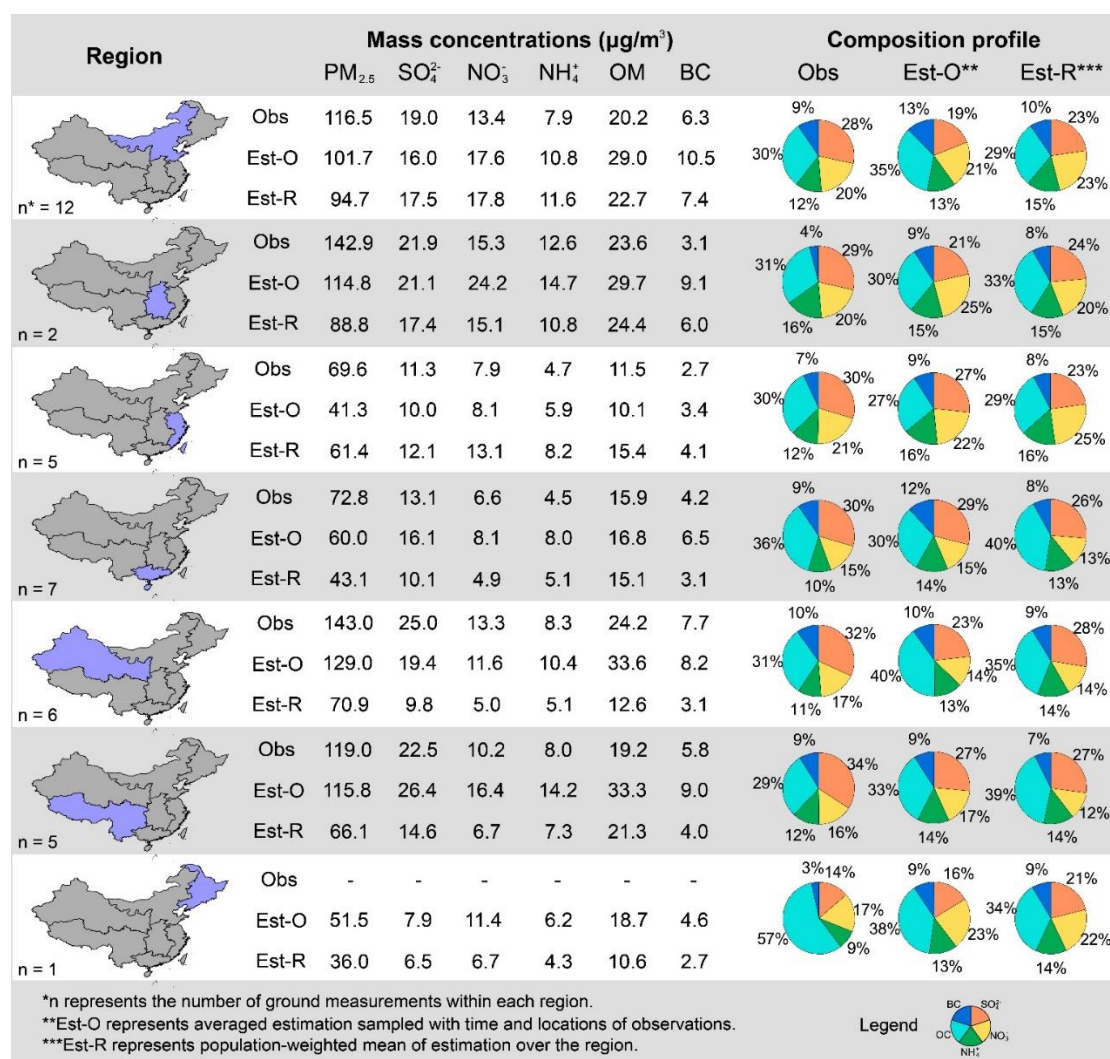 Region Mass concentrations (µg/m³) Composition profile
PM₂.₅ SO₄²⁻ NO₃⁻ NH₄⁺ OM BC Obs Est-O** Est-R***
Obs 116.5 19.0 13.4 7.9 20.2 6.3
Est-O 101.7 16.0 17.6 10.8 29.0 10.5
Est-R 94.7 17.5 17.8 11.6 22.7 7.4
n* = 12
9% 28% 20% 12% 30%
13% 19% 21% 13% 35%
10% 23% 23% 15% 29%
Obs 142.9 21.9 15.3 12.6 23.6 3.1
Est-O 114.8 21.1 24.2 14.7 29.7 9.1
Est-R 88.8 17.4 15.1 10.8 24.4 6.0
n = 2
4% 29% 20% 16% 31%
9% 21% 25% 15% 30%
8% 24% 20% 15% 33%
Obs 69.6 11.3 7.9 4.7 11.5 2.7
Est-O 41.3 10.0 8.1 5.9 10.1 3.4
Est-R 61.4 12.1 13.1 8.2 15.4 4.1
n = 5
7% 30% 21% 12% 30%
9% 27% 22% 16% 27%
8% 23% 25% 16% 29%
Obs 72.8 13.1 6.6 4.5 15.9 4.2
Est-O 60.0 16.1 8.1 8.0 16.8 6.5
Est-R 43.1 10.1 4.9 5.1 15.1 3.1
n = 7
9% 30% 15% 10% 36%
12% 29% 15% 14% 30%
8% 26% 13% 13% 40%
Obs 143.0 25.0 13.3 8.3 24.2 7.7
Est-O 129.0 19.4 11.6 10.4 33.6 8.2
Est-R 70.9 9.8 5.0 5.1 12.6 3.1
n = 6
10% 32% 17% 11% 31%
10% 23% 14% 13% 40%
9% 28% 14% 14% 35%
Obs 119.0 22.5 10.2 8.0 19.2 5.8
Est-O 115.8 26.4 16.4 14.2 33.3 9.0
Est-R 66.1 14.6 6.7 7.3 21.3 4.0
n = 5
9% 34% 16% 12% 29%
9% 27% 17% 14% 33%
7% 27% 12% 14% 39%
Obs - - - - - -
Est-O 51.5 7.9 11.4 6.2 18.7 4.6
Est-R 36.0 6.5 6.7 4.3 10.6 2.7
n = 1
3% 14% 17% 9% 57%
9% 16% 23% 13% 38%
9% 21% 22% 14% 34%
*n represents the number of ground measurements within each region.
**Est-O represents averaged estimation sampled with time and locations of observations.
***Est-R represents population-weighted mean of estimation over the region.
Legend
BC SO₄²⁻
OC NO₃⁻
NH₄⁺